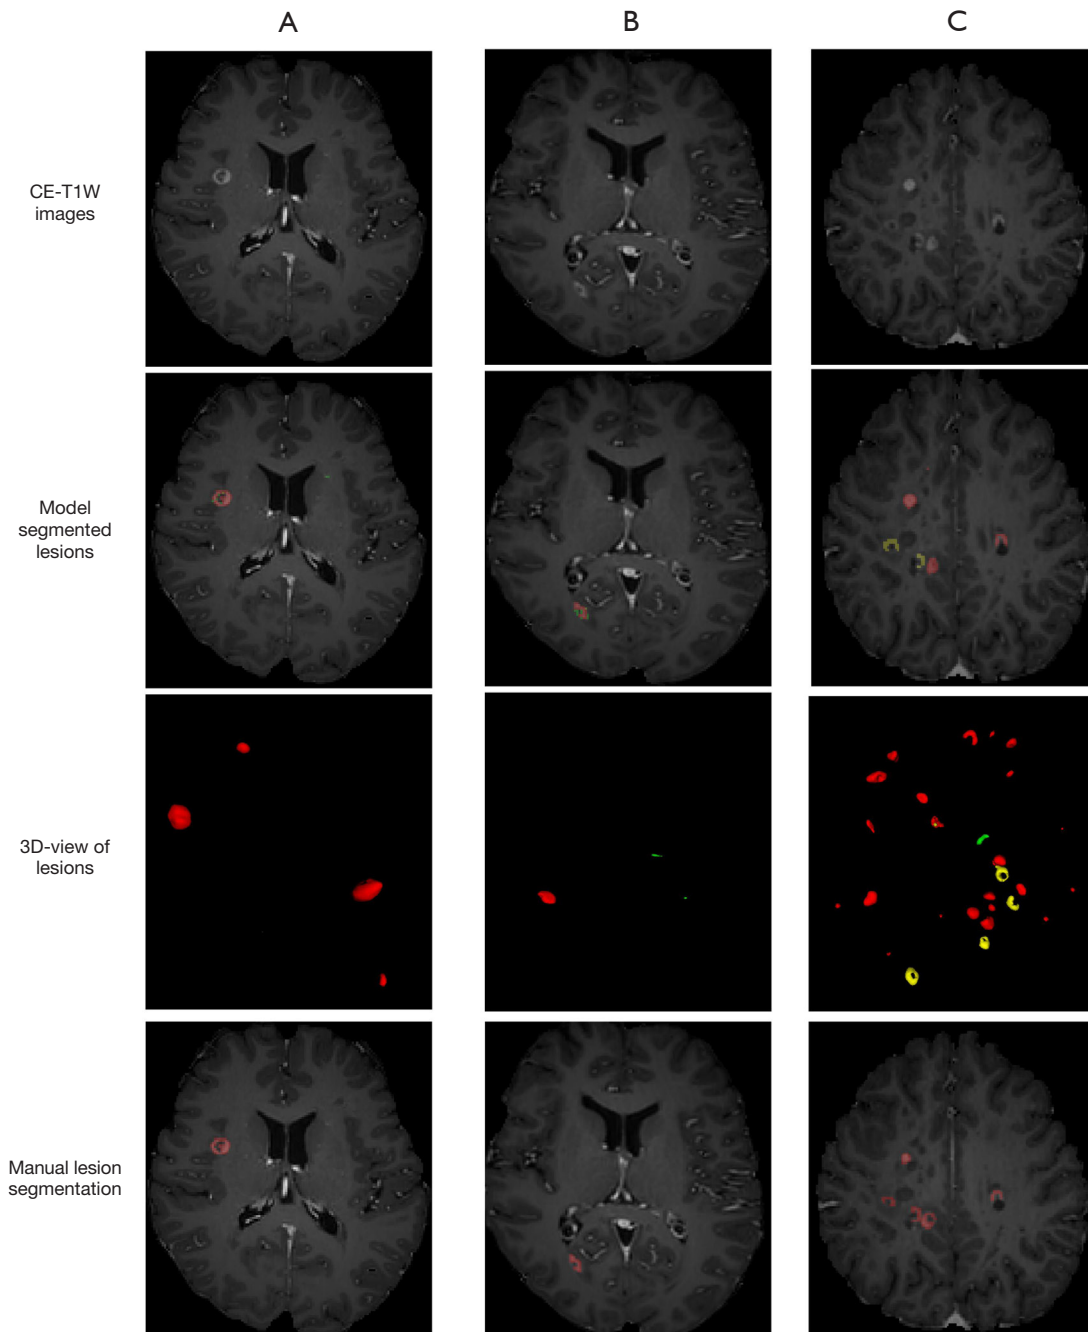 A
B
C
CE-T1W
images
Model
segmented
lesions
3D-view of
lesions
Manual lesion
segmentation